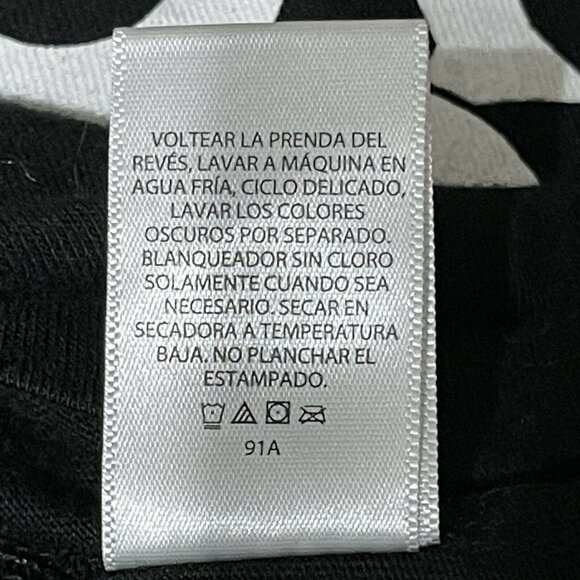 VOLTEAR LA PRENDA DEL
REVÉS, LAVAR A MÁQUINA EN
AGUA FRÍA, CICLO DELICADO,
LAVAR LOS COLORES
OSCUROS POR SEPARADO.
BLANQUEADOR SIN CLORO
SOLAMENTE CUANDO SEA
NECESARIO. SECAR EN
SECADORA A TEMPERATURA
BAJA. NO PLANCHAR EL
ESTAMPADO.
91A